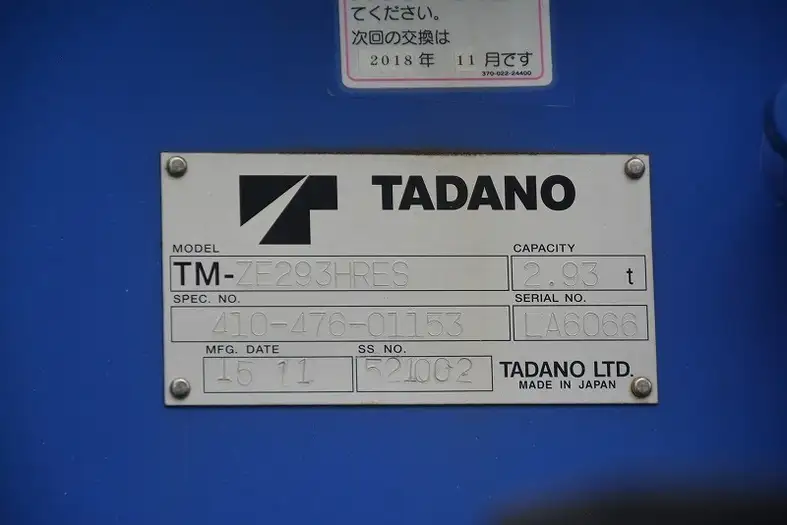 てください。
次回の交換は
2018年 11月です
370-022-24400
TADANO
MODEL
TM-ZE293HRES
CAPACITY
2.93 t
SPEC. NO.
410-476-01153
SERIAL NO.
LA6066
MFG. DATE
15 11
SS NO.
521002
TADANO LTD.
MADE IN JAPAN